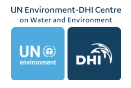 UN Environment-DHI Centre
on Water and Environment
UN
environment
DHI